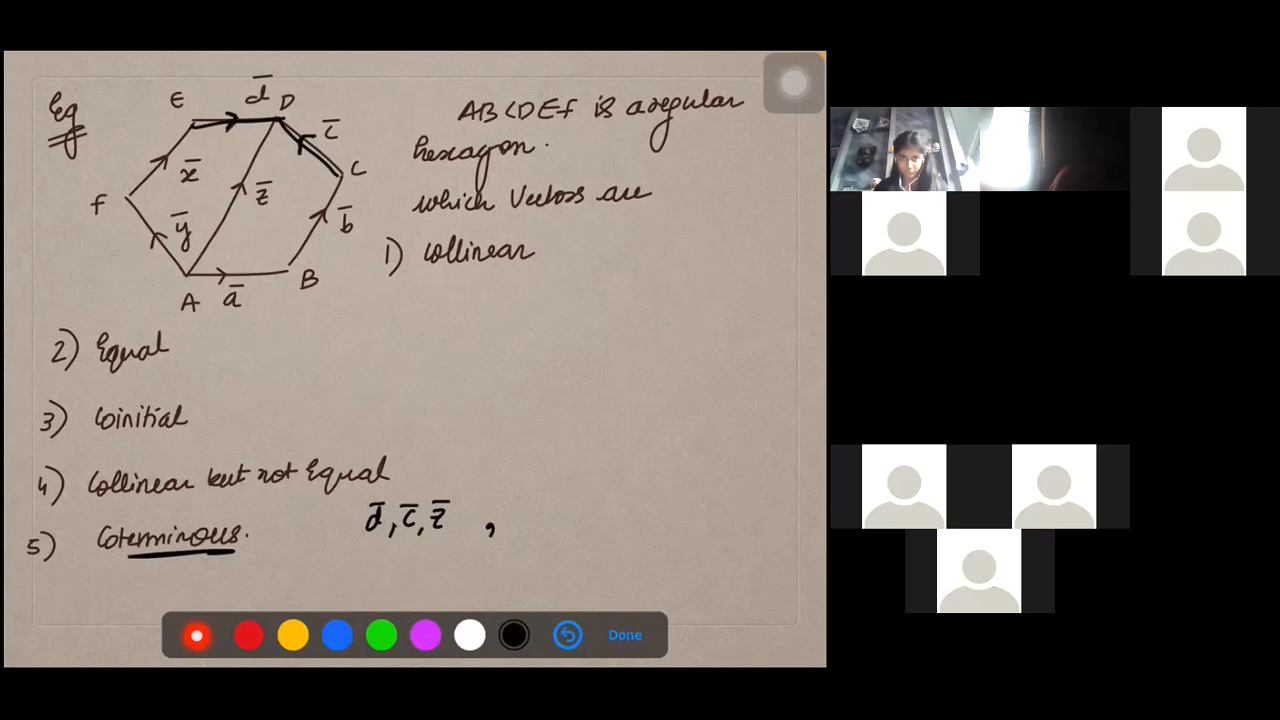 Eg
ABCDEF is a regular
hexagon.
which Vectors are
1) Collinear
E d̅ D
c̅
C
x̅
z̅
F
y̅
b̅
A a̅ B
2) Equal
3) Coinitial
4) Collinear but not Equal
5) Coterminous. d̅, c̅, z̅ ,
Done